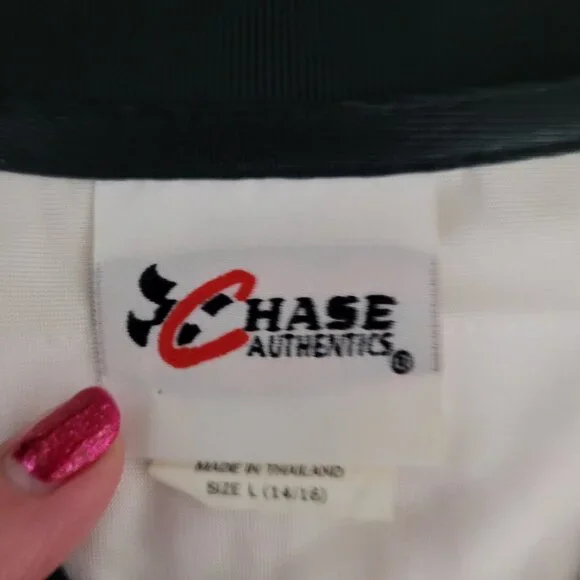 CHASE
AUTHENTICS®
MADE IN THAILAND
SIZE L (14/16)